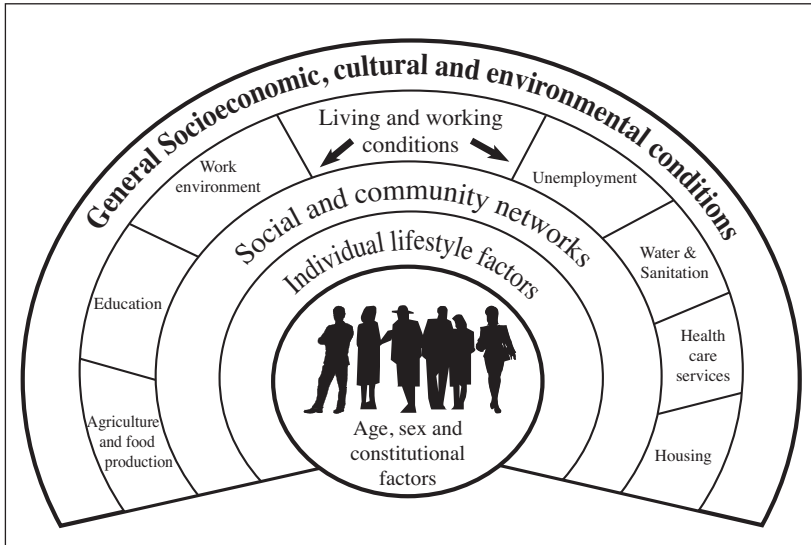 General Socioeconomic, cultural and environmental conditions
Living and working
conditions
Work
environment
Unemployment
Social and community networks
Individual lifestyle factors
Education
Water &
Sanitation
Agriculture
and food
production
Health
care
services
Housing
Age, sex and
constitutional
factors